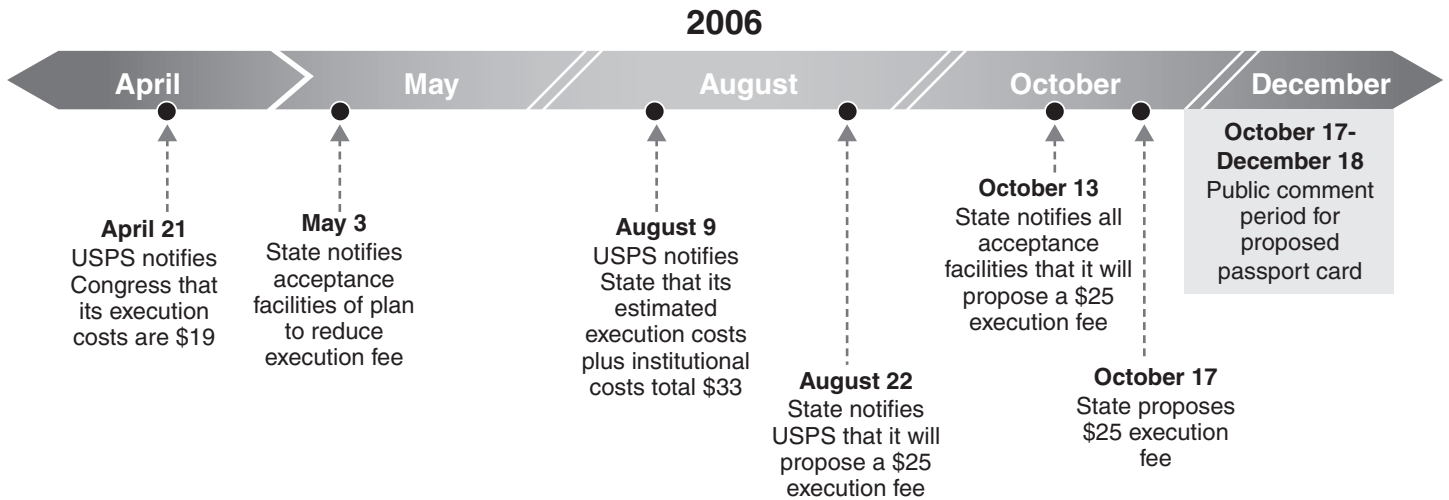 2006
April
May
August
October
December
April 21
USPS notifies
Congress that
its execution
costs are $19
May 3
State notifies
acceptance
facilities of plan
to reduce
execution fee
August 9
USPS notifies
State that its
estimated
execution costs
plus institutional
costs total $33
August 22
State notifies
USPS that it will
propose a $25
execution fee
October 13
State notifies all
acceptance
facilities that it will
propose a $25
execution fee
October 17
State proposes
$25 execution
fee
October 17-
December 18
Public comment
period for
proposed
passport card